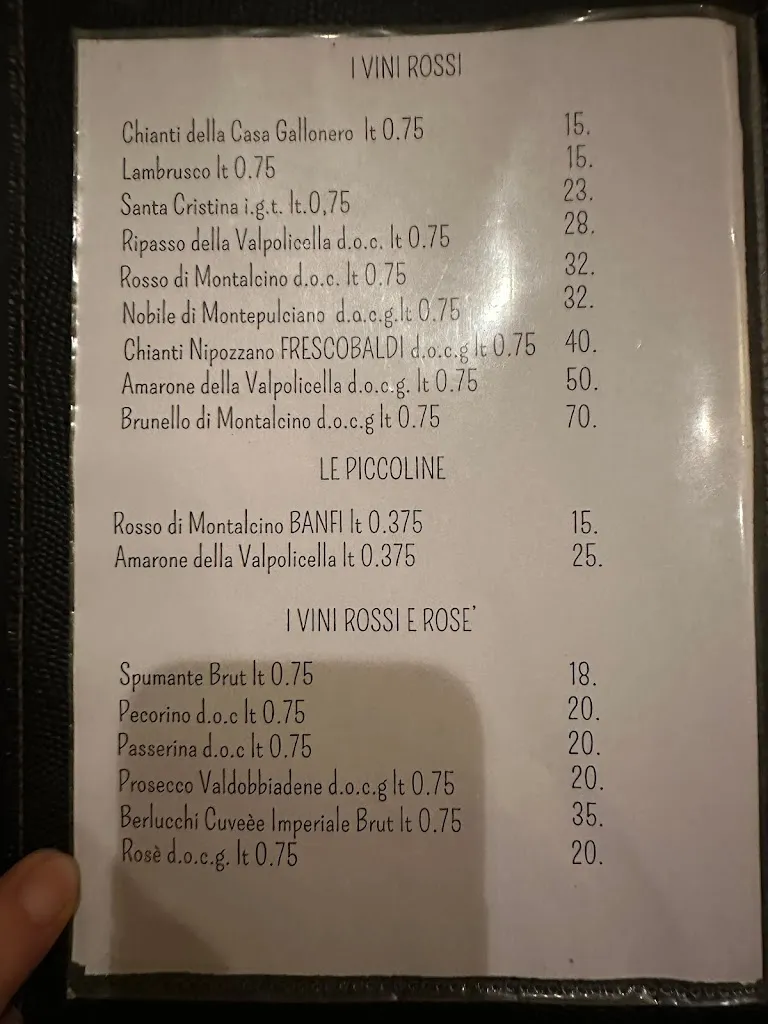 I VINI ROSSI
Chianti della Casa Gallonero lt 0.75 15.
Lambrusco lt 0.75 15.
Santa Cristina i.g.t. lt.0,75 23.
Ripasso della Valpolicella d.o.c. lt 0.75 28.
Rosso di Montalcino d.o.c. lt 0.75 32.
Nobile di Montepulciano d.o.c.g.lt 0.75 32.
Chianti Nipozzano FRESCOBALDI d.o.c.g lt 0.75 40.
Amarone della Valpolicella d.o.c.g. lt 0.75 50.
Brunello di Montalcino d.o.c.g lt 0.75 70.
LE PICCOLINE
Rosso di Montalcino BANFI lt 0.375 15.
Amarone della Valpolicella lt 0.375 25.
I VINI ROSSI E ROSE'
Spumante Brut lt 0.75 18.
Pecorino d.o.c lt 0.75 20.
Passerina d.o.c lt 0.75 20.
Prosecco Valdobbiadene d.o.c.g lt 0.75 20.
Berlucchi Cuveèe Imperiale Brut lt 0.75 35.
Rosè d.o.c.g. lt 0.75 20.